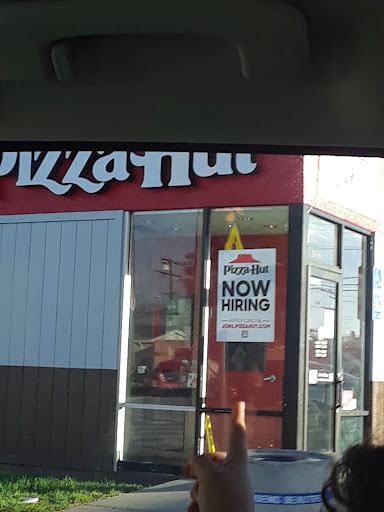 Pizza Hut
Pizza Hut
NOW
HIRING
APPLY ONLINE
JOBS.PIZZAHUT.COM